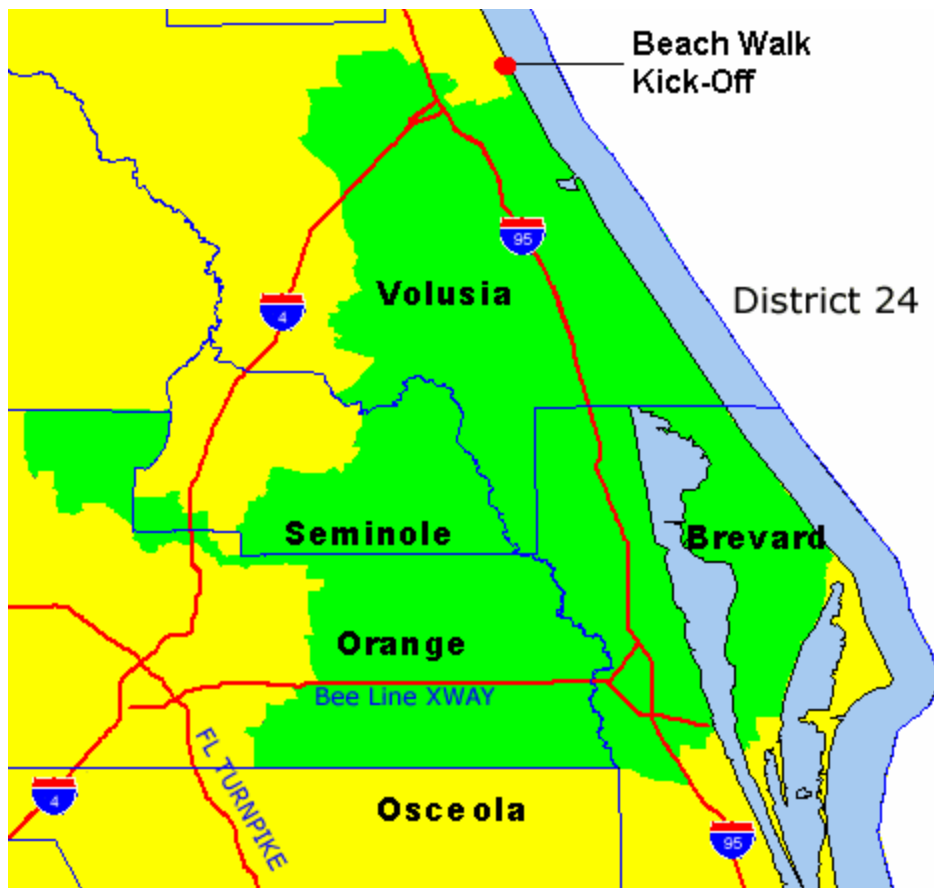 Beach Walk
Kick-Off
95
Volusia
District 24
4
Seminole
Brevard
Orange
Bee Line XWAY
FL TURNPIKE
4
Osceola
95